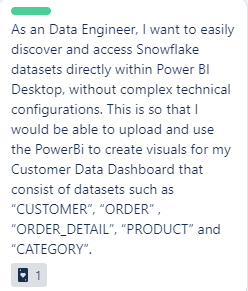 As an Data Engineer, I want to easily
discover and access Snowflake
datasets directly within Power BI
Desktop, without complex technical
configurations. This is so that I
would be able to upload and use
the PowerBi to create visuals for my
Customer Data Dashboard that
consist of datasets such as
“CUSTOMER”, “ORDER” ,
“ORDER_DETAIL”, “PRODUCT” and
“CATEGORY”.
1